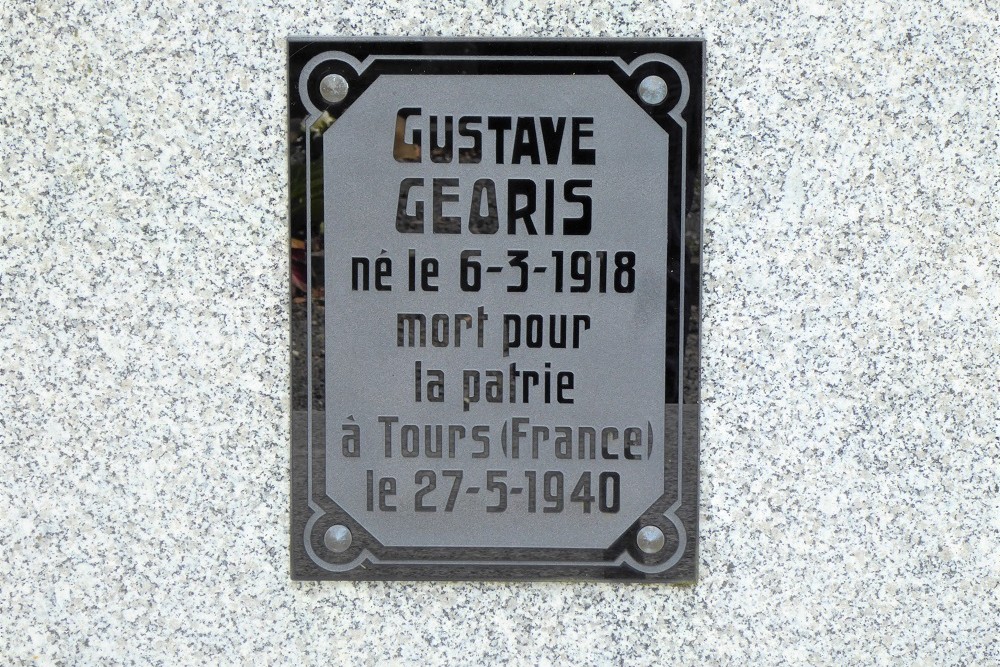 GUSTAVE
GEORIS
né le 6-3-1918
mort pour
la patrie
à Tours (France)
le 27-5-1940